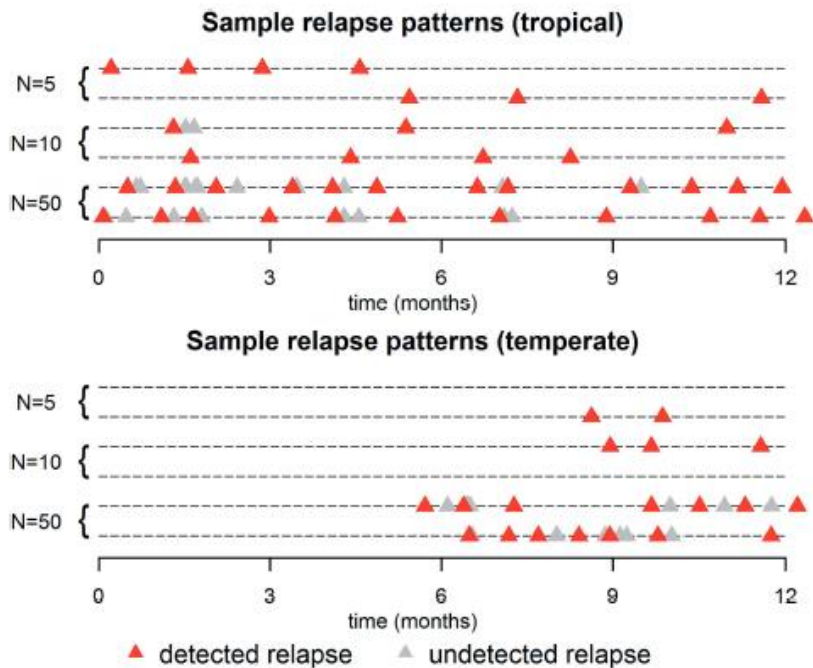 Sample relapse patterns (tropical)
N=5 {
N=10 {
N=50 {
0 3 6 9 12
time (months)
Sample relapse patterns (temperate)
N=5 {
N=10 {
N=50 {
0 3 6 9 12
time (months)
detected relapse undetected relapse